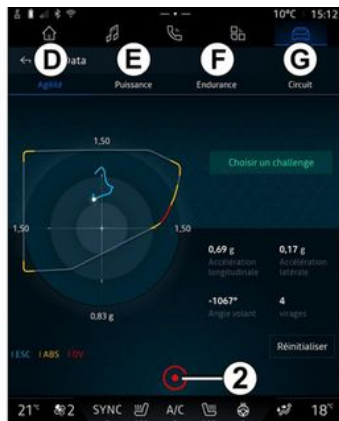 10°C 15:12
D E F G
Data
Agilité Puissance Endurance Circuit
1,50
Choisir un challenge
1,50 1,50
0,69 g 0,17 g
Accélération longitudinale Accélération latérale
-1067° 4
Angle volant virages
0,83 g
Réinitialiser
ESC ABS
2
21°c 2 SYNC A/C 18°c